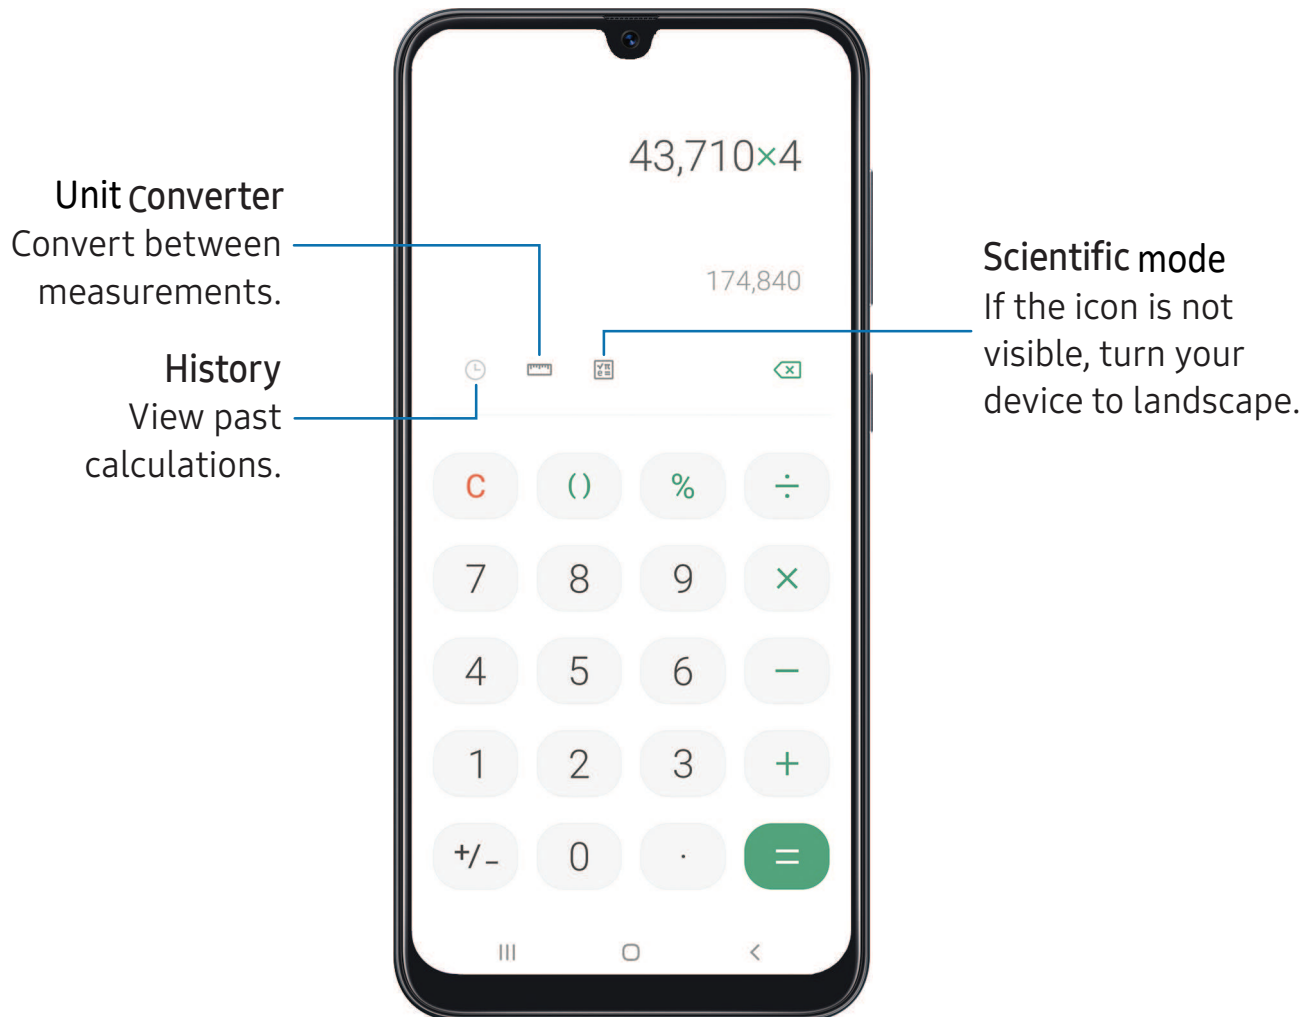 43,710×4
174,840
Unit Converter
Convert between
measurements.
History
View past
calculations.
Scientific mode
If the icon is not
visible, turn your
device to landscape.
√π
e=
C () % ÷
7 8 9 ×
4 5 6 −
1 2 3 +
+/− 0 . =